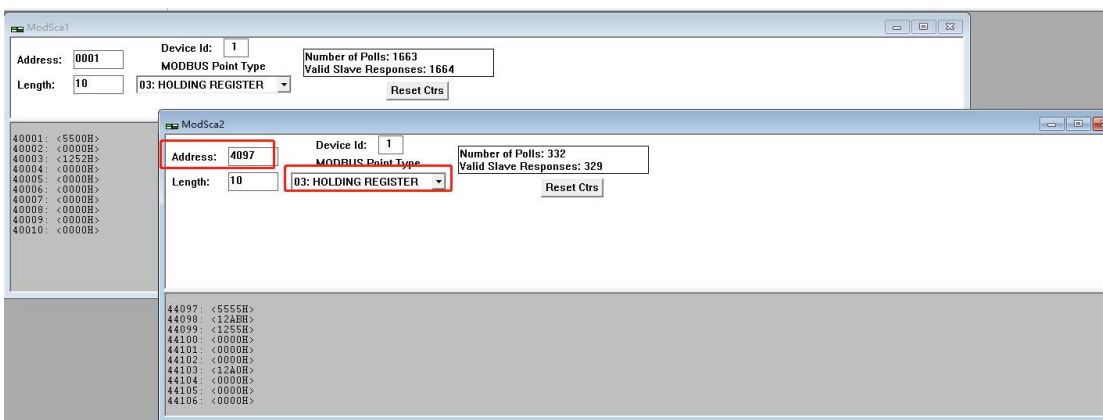 ModSca1
Address: 0001
Device Id: 1
MODBUS Point Type
Length: 10
03: HOLDING REGISTER
Number of Polls: 1663
Valid Slave Responses: 1664
Reset Ctrs
40001: <5500H>
40002: <0000H>
40003: <1252H>
40004: <0000H>
40005: <0000H>
40006: <0000H>
40007: <0000H>
40008: <0000H>
40009: <0000H>
40010: <0000H>
ModSca2
Address: 4097
Device Id: 1
MODBUS Point Type
Length: 10
03: HOLDING REGISTER
Number of Polls: 332
Valid Slave Responses: 329
Reset Ctrs
44097: <5555H>
44098: <12ABH>
44099: <1255H>
44100: <0000H>
44101: <0000H>
44102: <0000H>
44103: <12A0H>
44104: <0000H>
44105: <0000H>
44106: <0000H>